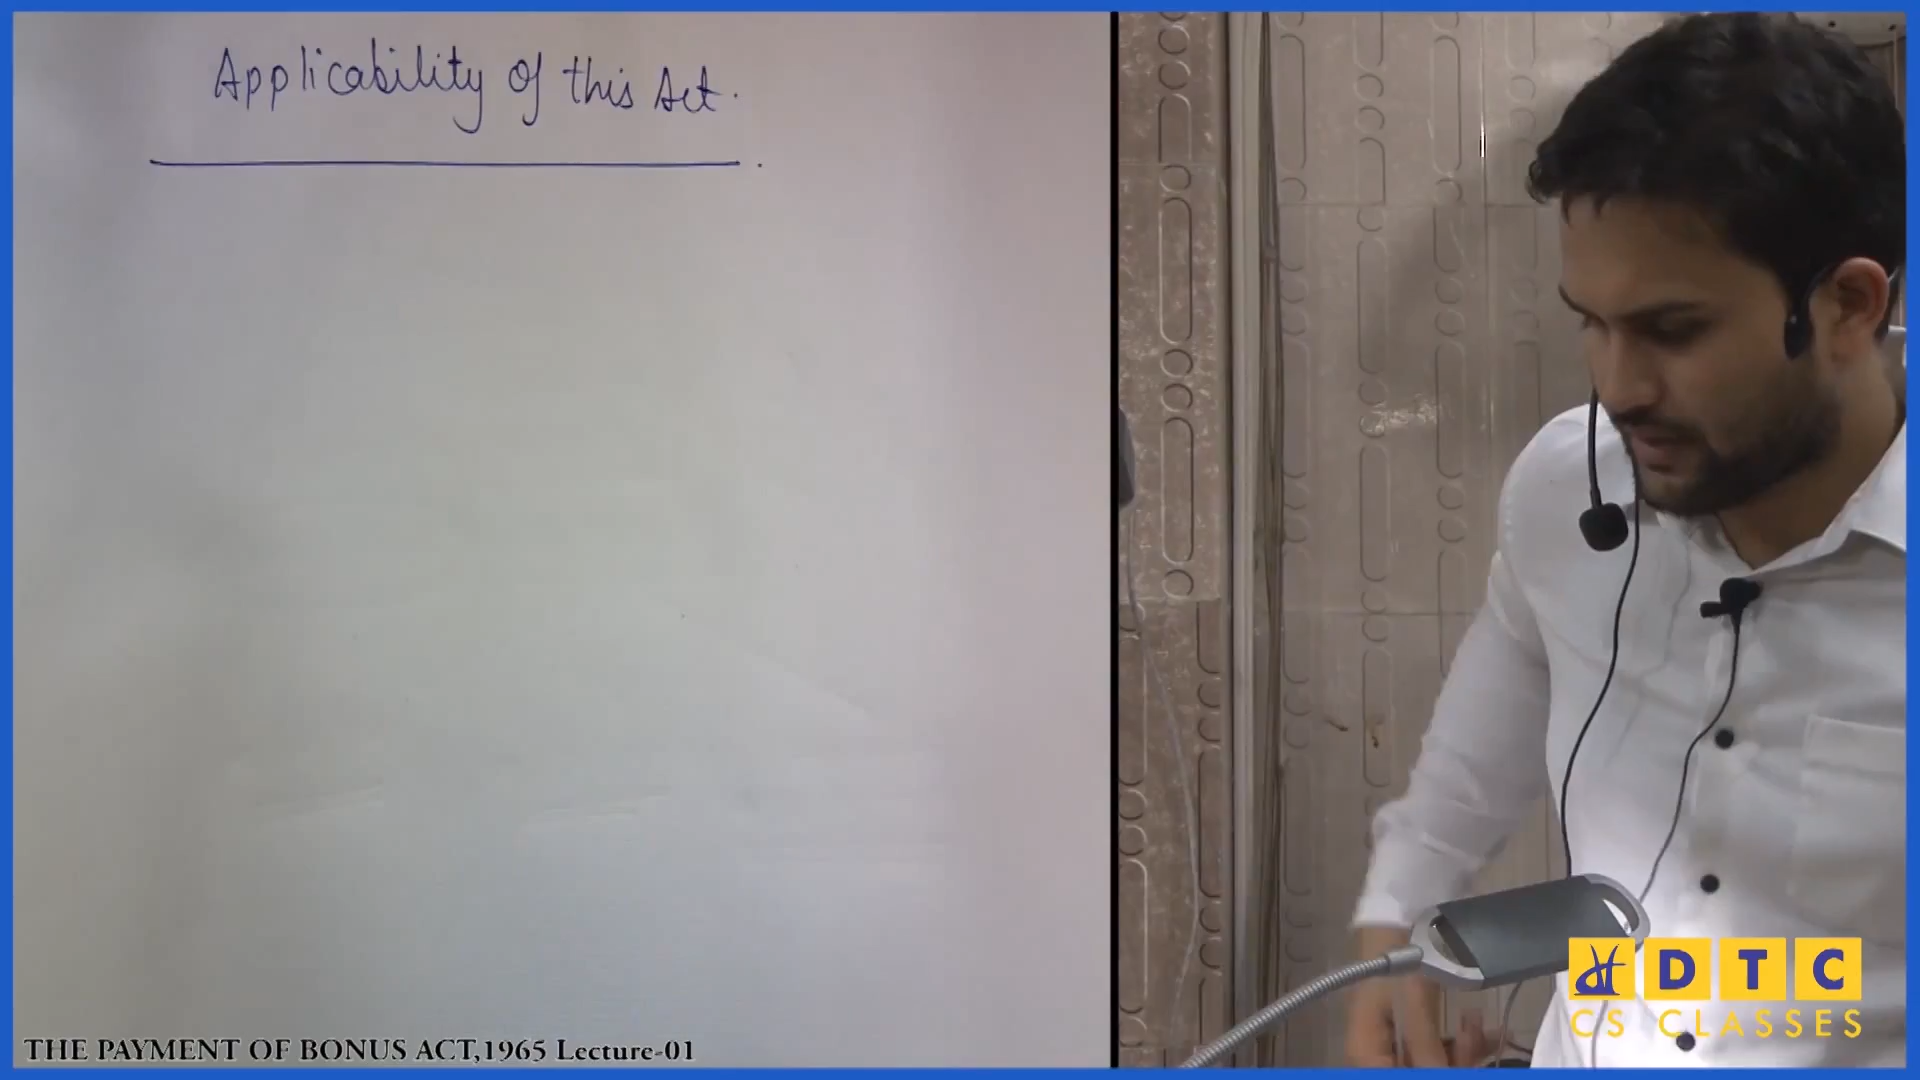 Applicability of this Act.
THE PAYMENT OF BONUS ACT,1965 Lecture-01
DTC
CS CLASSES